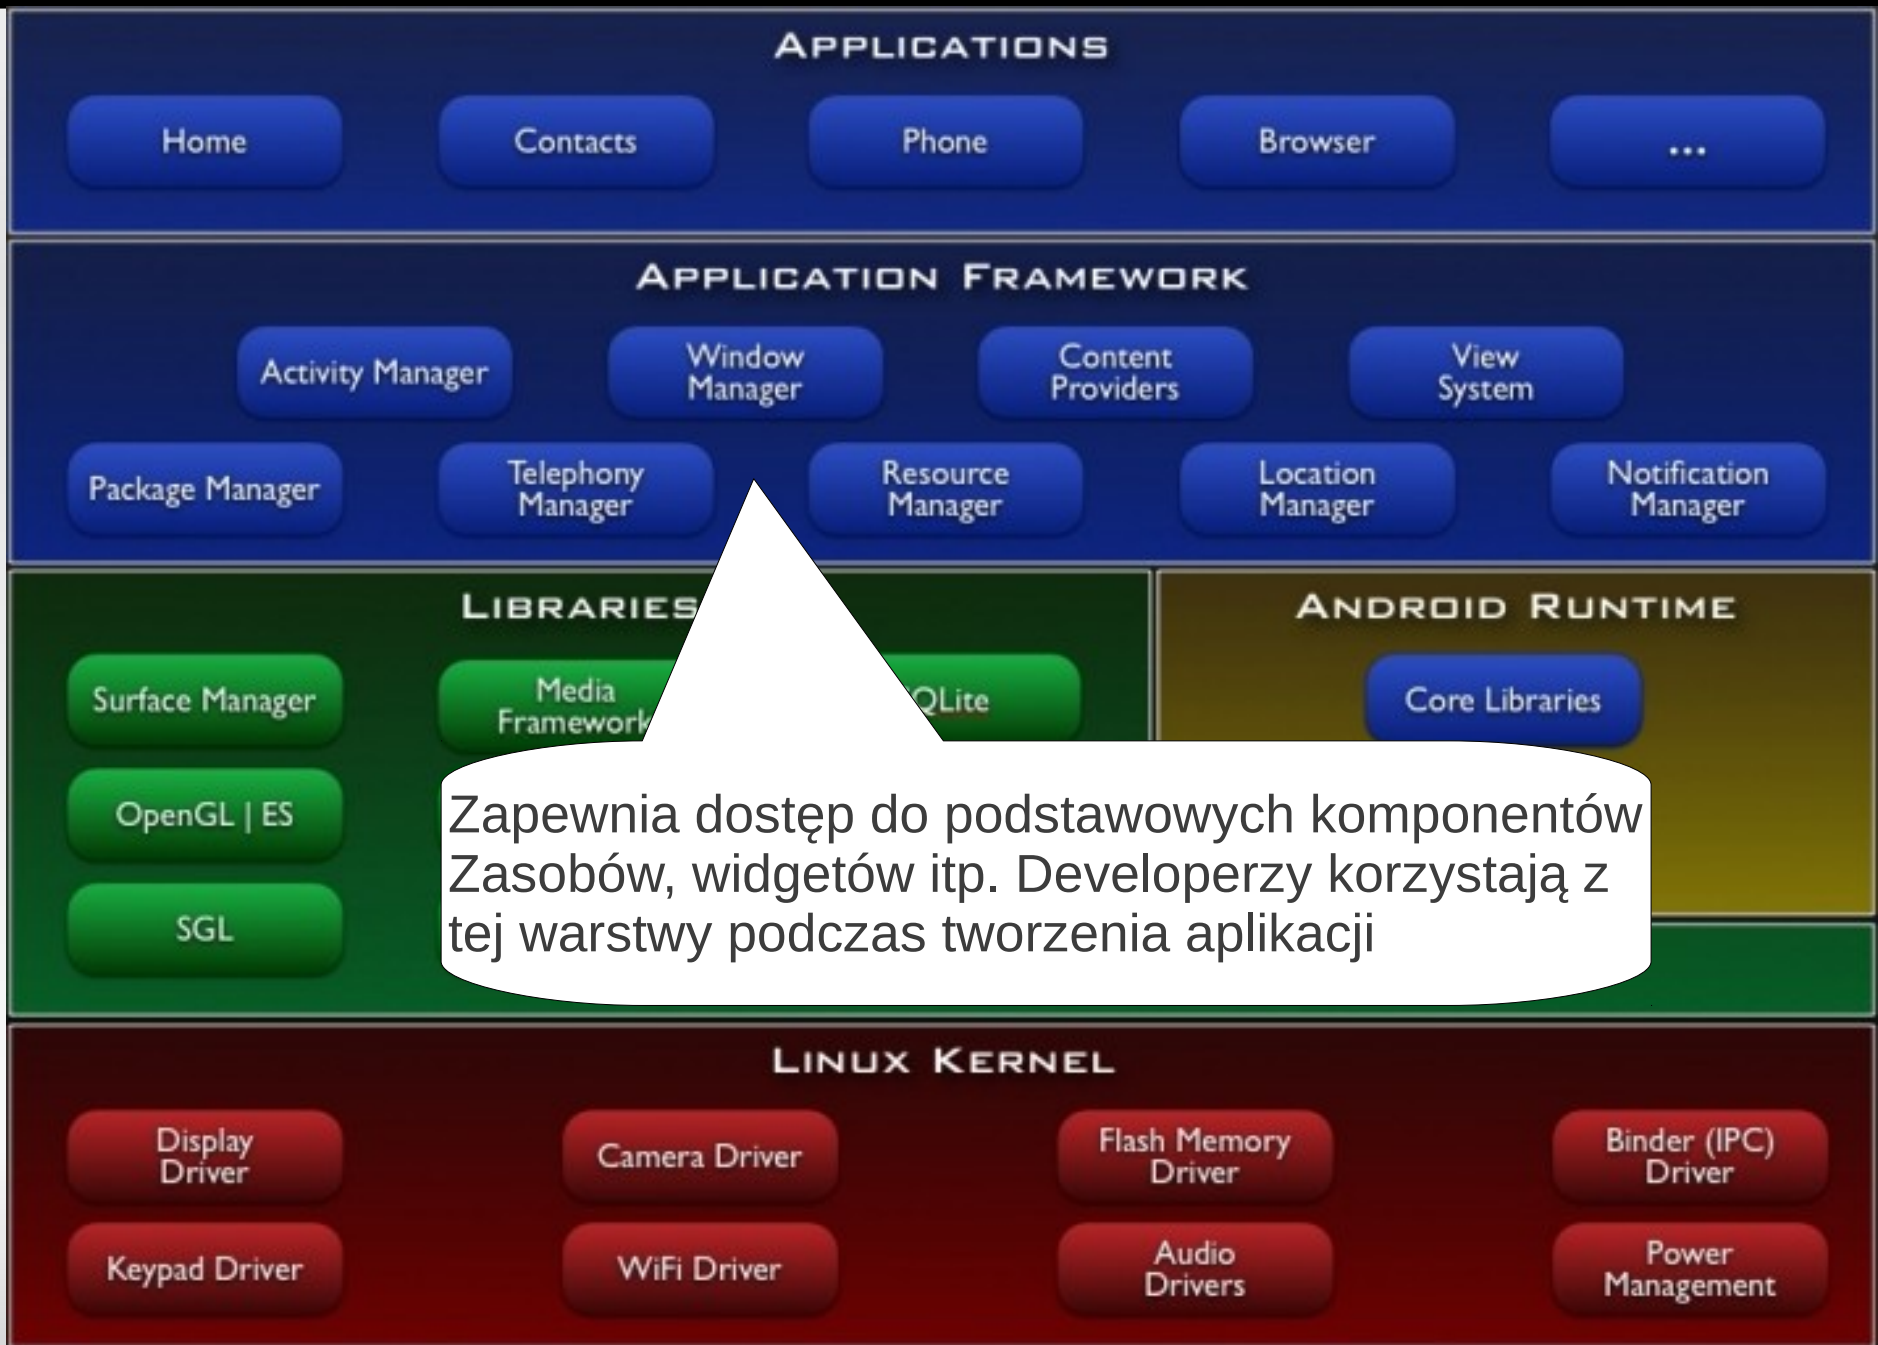 APPLICATIONS
Home
Contacts
Phone
Browser
...
APPLICATION FRAMEWORK
Activity Manager
Window
Manager
Content
Providers
View
System
Package Manager
Telephony
Manager
Resource
Manager
Location
Manager
Notification
Manager
LIBRARIES
ANDROID RUNTIME
Surface Manager
Media
Framework
QLite
Core Libraries
OpenGL | ES
SGL
Zapewnia dostęp do podstawowych komponentów
Zasobów, widgetów itp. Developerzy korzystają z
tej warstwy podczas tworzenia aplikacji
LINUX KERNEL
Display
Driver
Camera Driver
Flash Memory
Driver
Binder (IPC)
Driver
Keypad Driver
WiFi Driver
Audio
Drivers
Power
Management